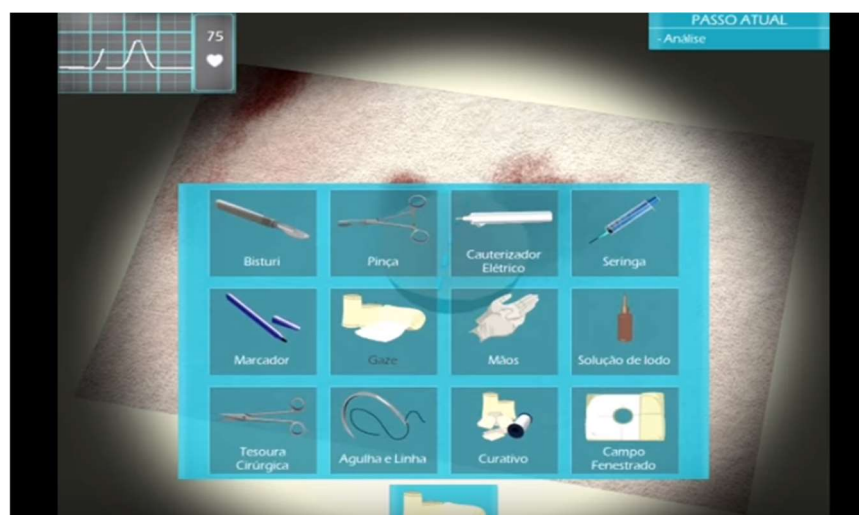 75
PASSO ATUAL
- Análise
Bisturi
Pinça
Cauterizador
Elétrico
Seringa
Marcador
Gaze
Mãos
Solução de Iodo
Tesoura
Cirúrgica
Agulha e Linha
Curativo
Campo
Fenestrado